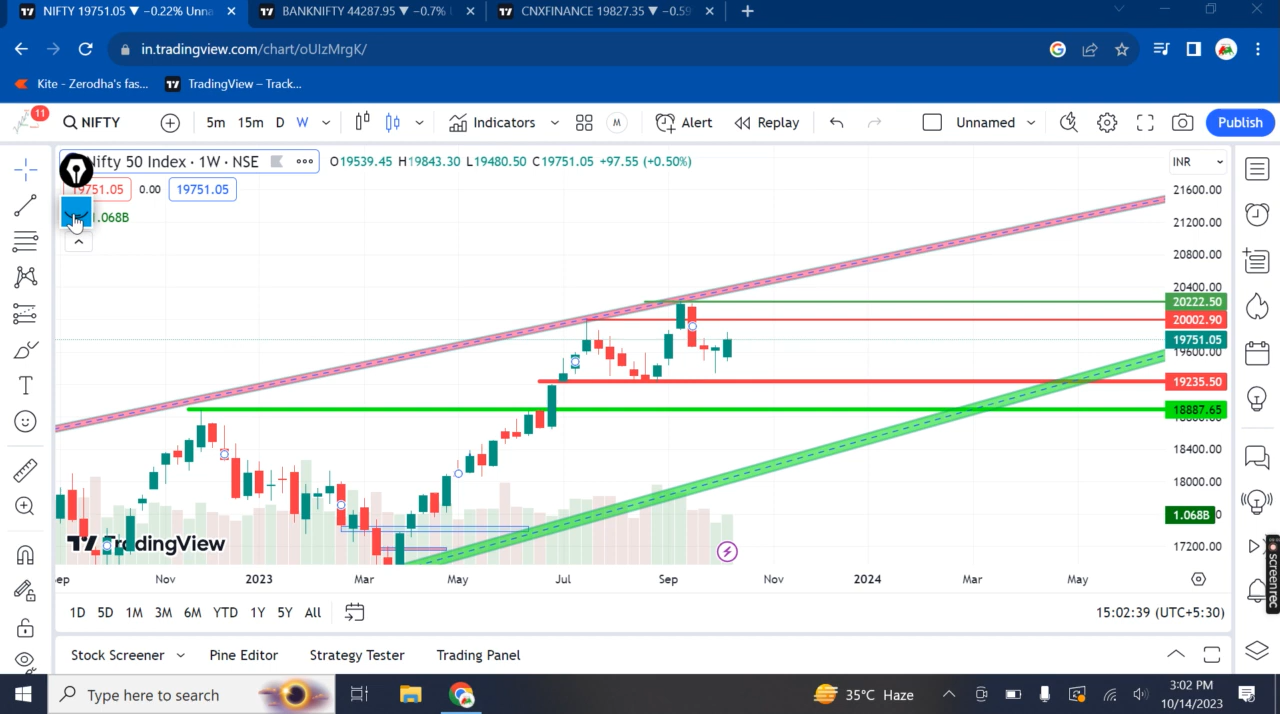 NIFTY 19751.05 ▼ −0.22% Unna
BANKNIFTY 44287.95 ▼ −0.7%
CNXFINANCE 19827.35 ▼ −0.59
in.tradingview.com/chart/oUIzMrgK/
Kite - Zerodha's fas...
TradingView – Track...
11
NIFTY
5m 15m D W
Indicators
M
Alert
Replay
Unnamed
Publish
Nifty 50 Index · 1W · NSE
O19539.45 H19843.30 L19480.50 C19751.05 +97.55 (+0.50%)
INR
19751.05 0.00 19751.05
1.068B
21600.00
21200.00
20800.00
20400.00
20222.50
20002.90
19751.05
19600.00
19235.50
18887.65
18400.00
18000.00
1.068B
17200.00
TradingView
Nov 2023 Mar May Jul Sep Nov 2024 Mar May
1D 5D 1M 3M 6M YTD 1Y 5Y All
15:02:39 (UTC+5:30)
screenrec
Stock Screener
Pine Editor
Strategy Tester
Trading Panel
Type here to search
35°C Haze
3:02 PM
10/14/2023